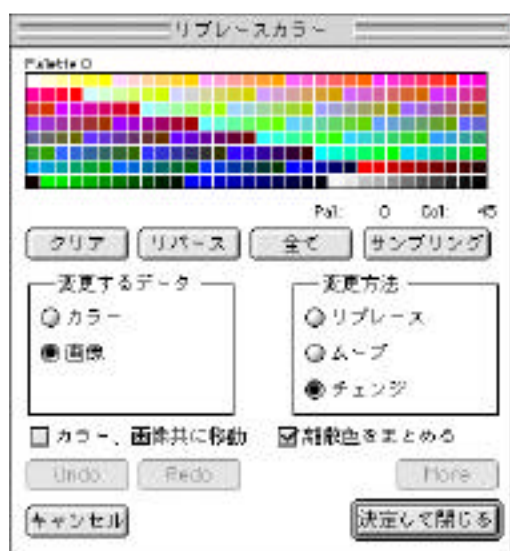 リプレースカラー
Palette 0
Pal: 0 Col: 45
クリア リバース 全て サンプリング
変更するデータ
カラー
画像
変更方法
リプレース
ムーブ
チェンジ
カラー、画像共に移動 離散色をまとめる
Undo Redo More
キャンセル 決定して閉じる